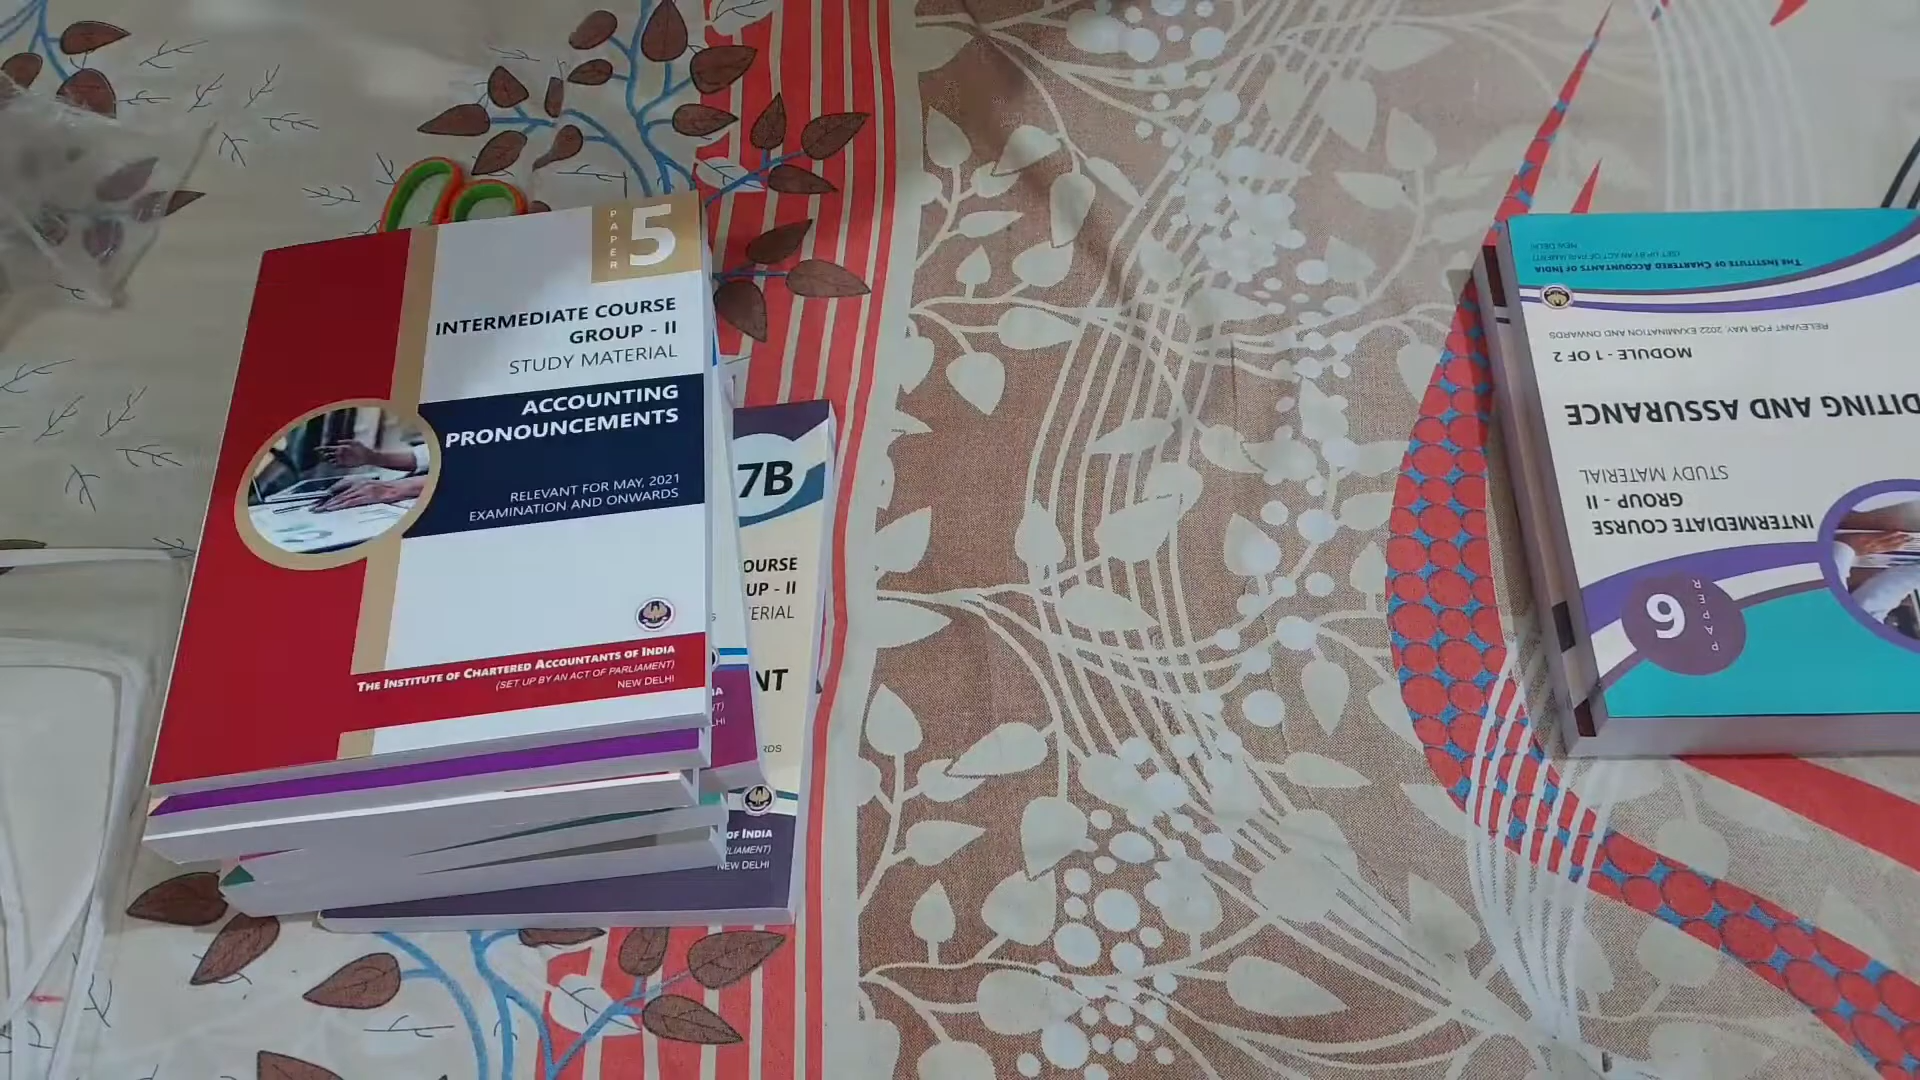 PAPER
5
INTERMEDIATE COURSE
GROUP - II
STUDY MATERIAL
ACCOUNTING
PRONOUNCEMENTS
RELEVANT FOR MAY, 2021
EXAMINATION AND ONWARDS
THE INSTITUTE OF CHARTERED ACCOUNTANTS OF INDIA
(SET UP BY AN ACT OF PARLIAMENT)
NEW DELHI
7B
OURSE
UP - II
ERIAL
NT
RDS
OF INDIA
RLIAMENT)
NEW DELHI
PAPER
6
INTERMEDIATE COURSE
GROUP - II
STUDY MATERIAL
DITING AND ASSURANCE
MODULE - 1 OF 2
RELEVANT FOR MAY, 2022 EXAMINATION AND ONWARDS
THE INSTITUTE OF CHARTERED ACCOUNTANTS OF INDIA
(SET UP BY AN ACT OF PARLIAMENT)
NEW DELHI